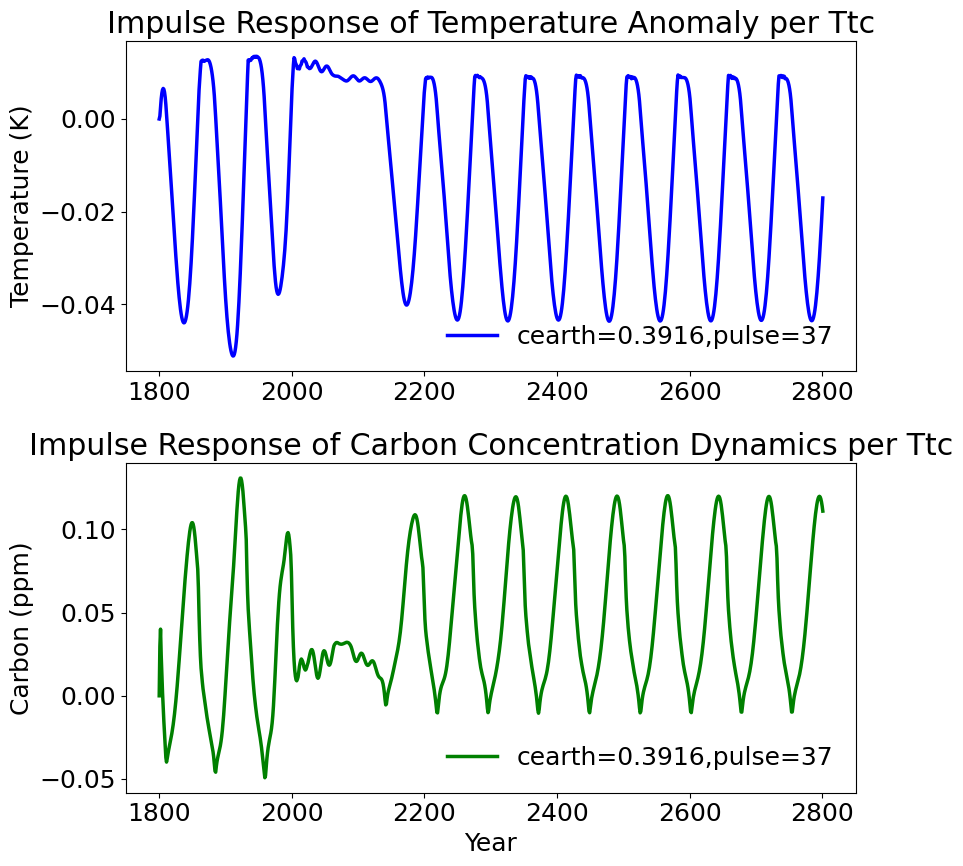 Impulse Response of Temperature Anomaly per Ttc
Temperature (K)
0.00
−0.02
−0.04
cearth=0.3916,pulse=37
1800 2000 2200 2400 2600 2800
Impulse Response of Carbon Concentration Dynamics per Ttc
Carbon (ppm)
0.10
0.05
0.00
−0.05
cearth=0.3916,pulse=37
1800 2000 2200 2400 2600 2800
Year